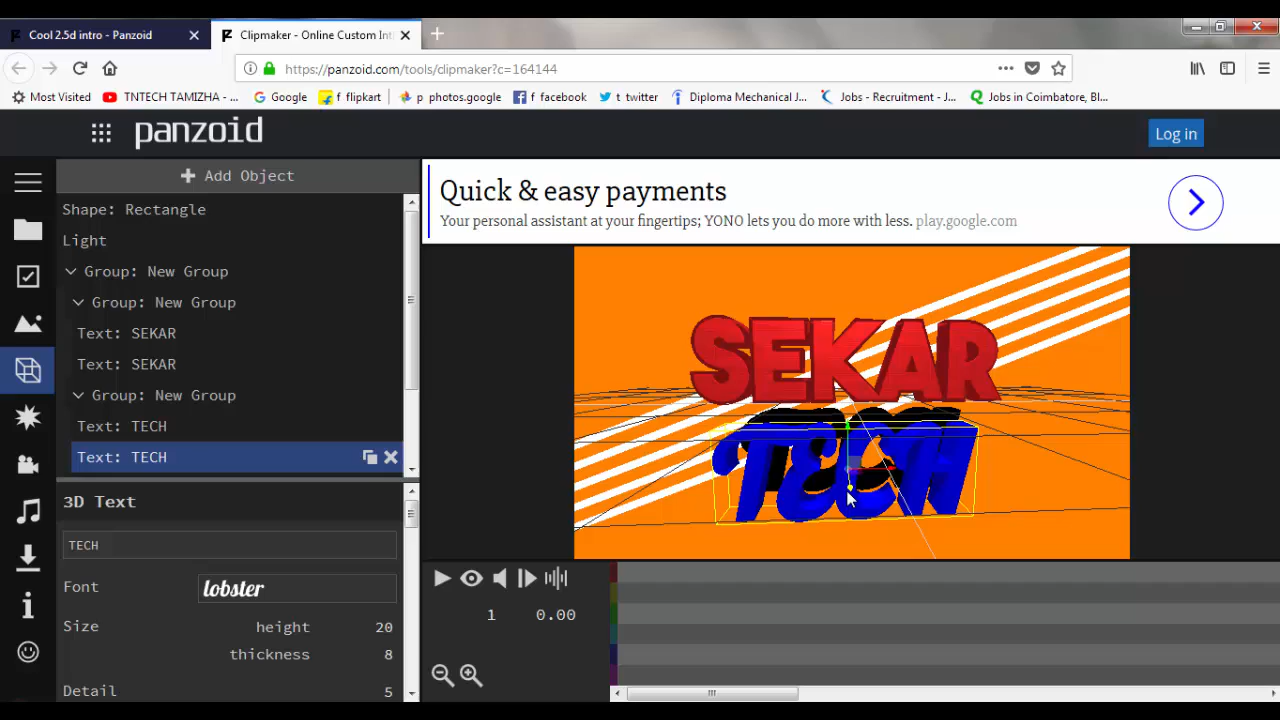 Cool 2.5d intro - Panzoid
Clipmaker - Online Custom Int
https://panzoid.com/tools/clipmaker?c=164144
Most Visited
TNTECH TAMIZHA - ...
Google
f flipkart
p photos.google
f facebook
t twitter
Diploma Mechanical J...
Jobs - Recruitment - J...
Jobs in Coimbatore, Bl...
panzoid
Log in
Add Object
Shape: Rectangle
Light
Group: New Group
Group: New Group
Text: SEKAR
Text: SEKAR
Group: New Group
Text: TECH
Text: TECH
3D Text
TECH
Font lobster
Size height 20
thickness 8
Detail 5
Quick & easy payments
Your personal assistant at your fingertips; YONO lets you do more with less. play.google.com
SEKAR
TECH
1 0.00